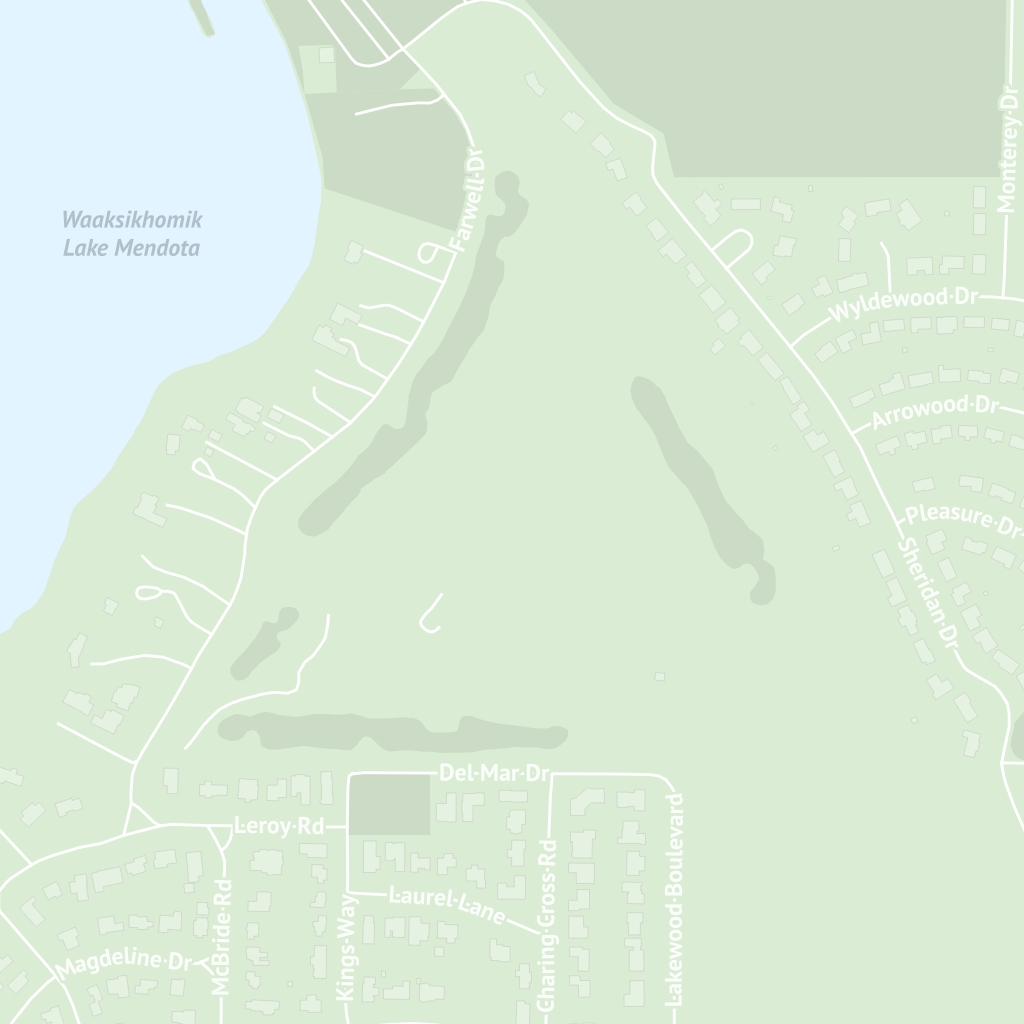 Monterey Dr
Farwell Dr
Waaksikhomik
Lake Mendota
Wyldewood Dr
Arrowood Dr
Pleasure Dr
Sheridan Dr
Del Mar Dr
Leroy Rd
Laurel Lane
McBride Rd
Kings Way
Charing Cross Rd
Lakewood Boulevard
Magdeline Dr